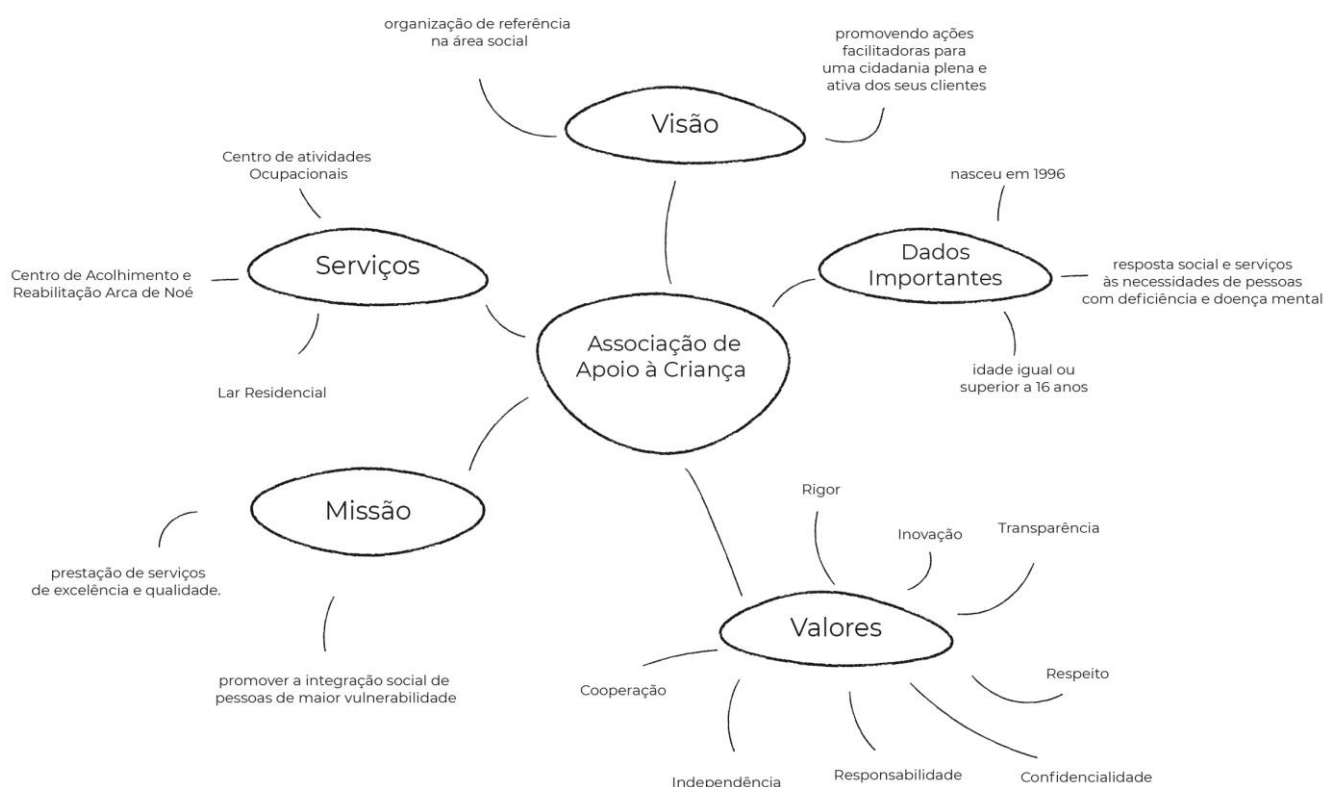 organização de referência
na área social
promovendo ações
facilitadoras para
uma cidadania plena e
ativa dos seus clientes
Visão
Centro de atividades
Ocupacionais
nasceu em 1996
Serviços
Dados
Importantes
Centro de Acolhimento e
Reabilitação Arca de Noé
resposta social e serviços
às necessidades de pessoas
com deficiência e doença mental
Associação de
Apoio à Criança
Lar Residencial
idade igual ou
superior a 16 anos
Missão
prestação de serviços
de excelência e qualidade.
promover a integração social de
pessoas de maior vulnerabilidade
Rigor
Inovação
Transparência
Valores
Cooperação
Respeito
Independência
Responsabilidade
Confidencialidade